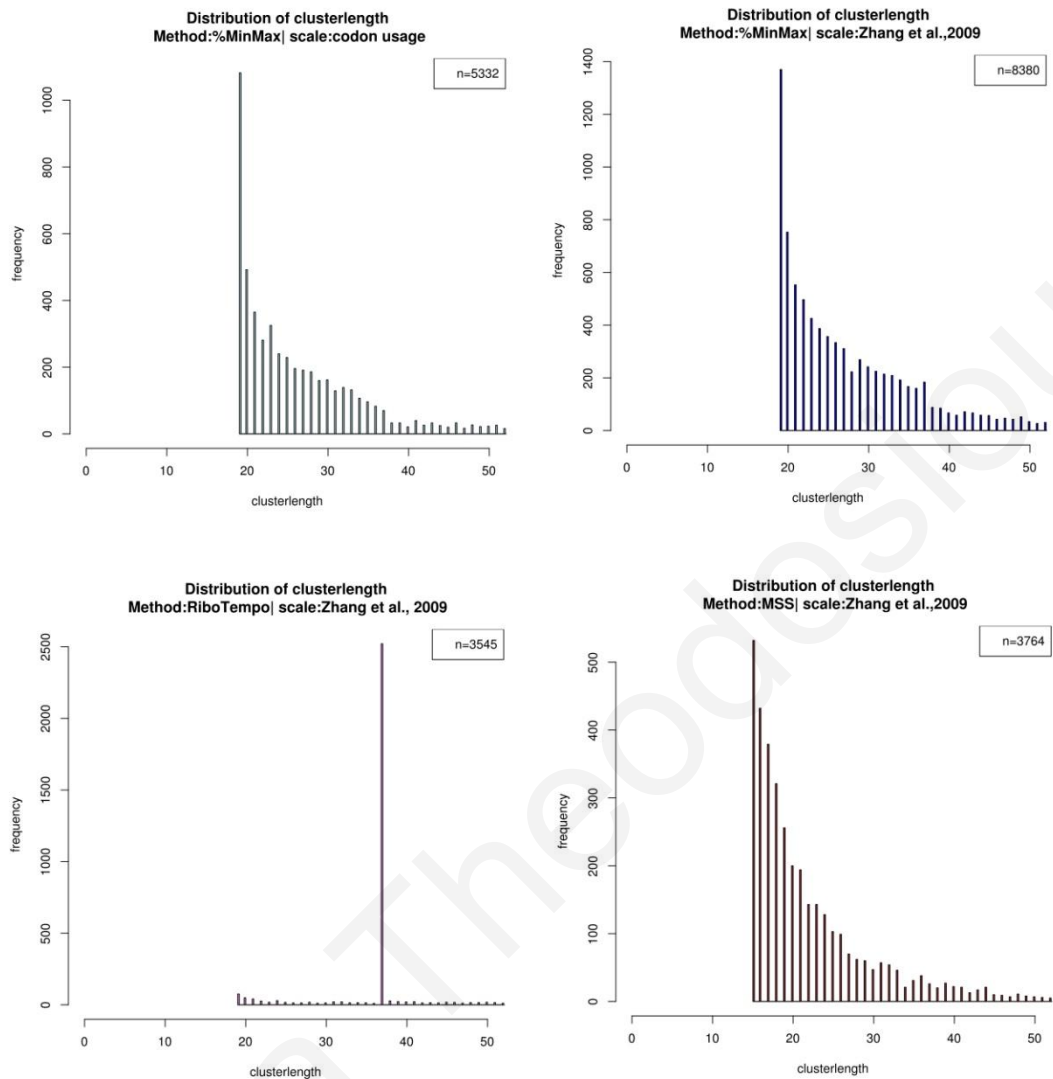 Distribution of clusterlength
Method:%MinMax| scale:codon usage
n=5332
1000
800
600
400
200
0
frequency
0 10 20 30 40 50
clusterlength
Distribution of clusterlength
Method:%MinMax| scale:Zhang et al.,2009
n=8380
1400
1200
1000
800
600
400
200
0
frequency
0 10 20 30 40 50
clusterlength
Distribution of clusterlength
Method:RiboTempo| scale:Zhang et al., 2009
n=3545
2500
2000
1500
1000
500
0
frequency
0 10 20 30 40 50
clusterlength
Distribution of clusterlength
Method:MSS| scale:Zhang et al.,2009
n=3764
500
400
300
200
100
0
frequency
0 10 20 30 40 50
clusterlength
Theodosiou